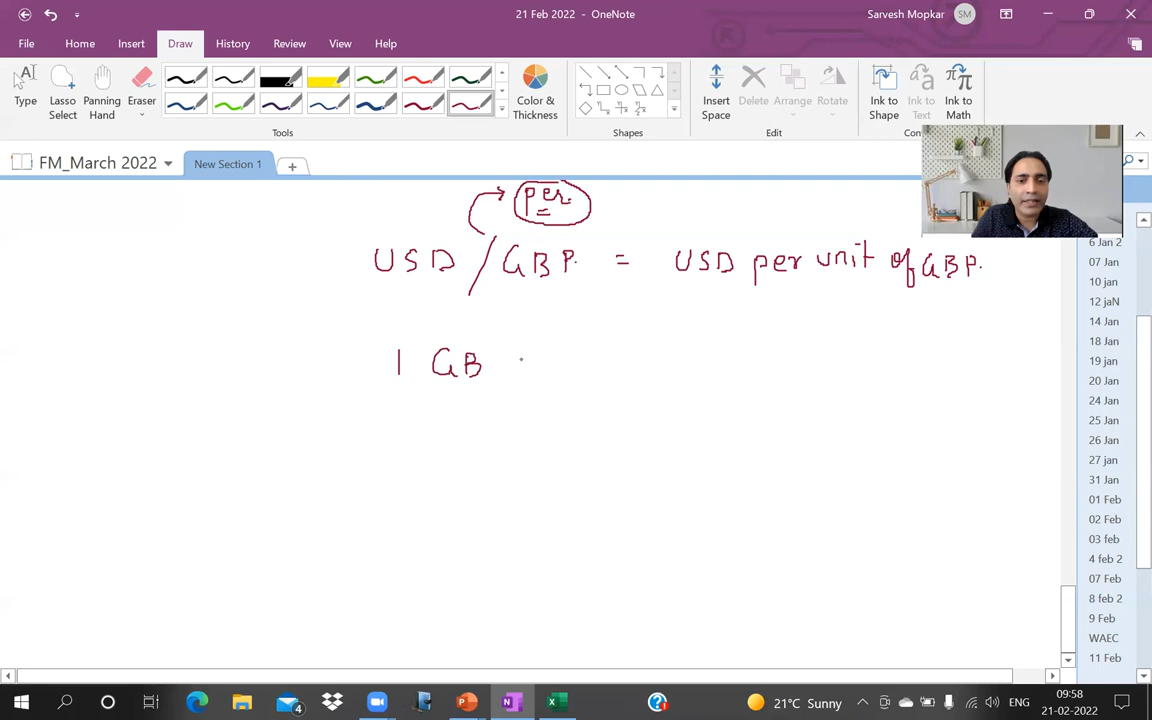 21 Feb 2022 - OneNote
Sarvesh Mopkar
SM
File Home Insert Draw History Review View Help
Type
Lasso Select
Panning Hand
Eraser
Color & Thickness
Insert Space
Delete
Arrange
Rotate
Ink to Shape
Ink to Text
Ink to Math
Tools
Shapes
Edit
Con
FM_March 2022
New Section 1
per
USD / GBP. = USD per unit of GBP.
1 GB
6 Jan 2
07 Jan
10 jan
12 jaN
14 Jan
18 Jan
19 jan
20 Jan
24 Jan
25 Jan
26 Jan
27 jan
31 Jan
01 Feb
02 Feb
03 feb
4 feb 2
07 Feb
8 feb 2
9 Feb
WAEC
11 Feb
4
21°C Sunny
ENG
09:58
21-02-2022